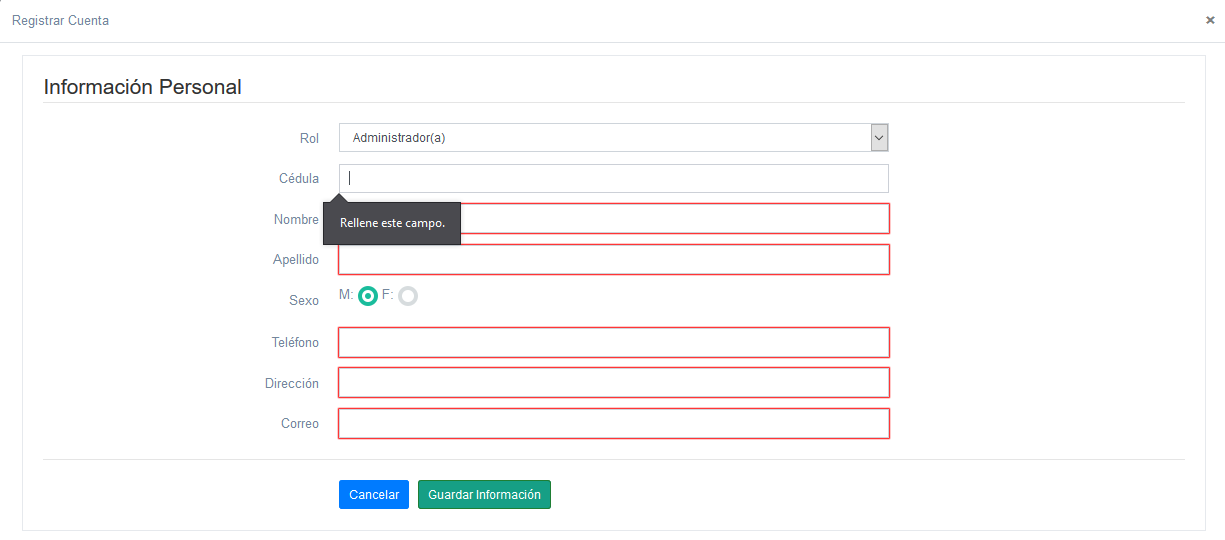 Registrar Cuenta ×
Información Personal
Rol Administrador(a)
Cédula
Nombre Rellene este campo.
Apellido
Sexo M: F:
Teléfono
Dirección
Correo
Cancelar Guardar Información